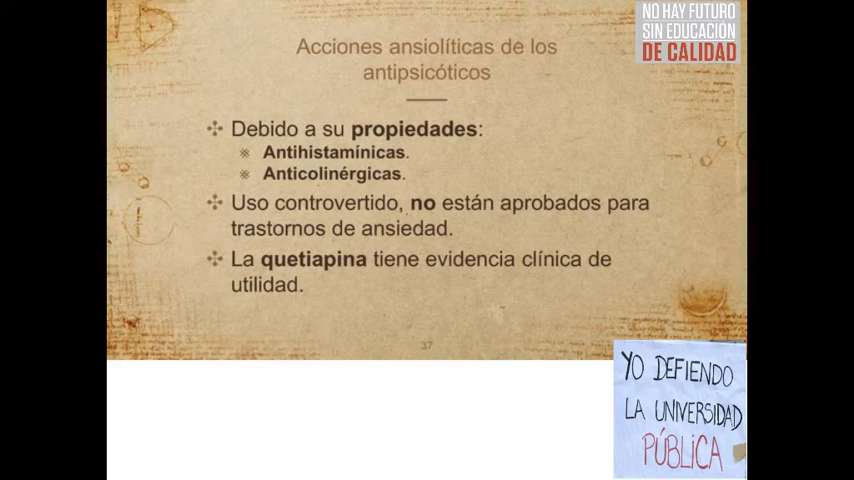 NO HAY FUTURO
SIN EDUCACIÓN
DE CALIDAD
Acciones ansiolíticas de los
antipsicóticos
Debido a su propiedades:
Antihistamínicas.
Anticolinérgicas.
Uso controvertido, no están aprobados para
trastornos de ansiedad.
La quetiapina tiene evidencia clínica de
utilidad.
37
YO DEFIENDO
LA UNIVERSIDAD
PÚBLICA